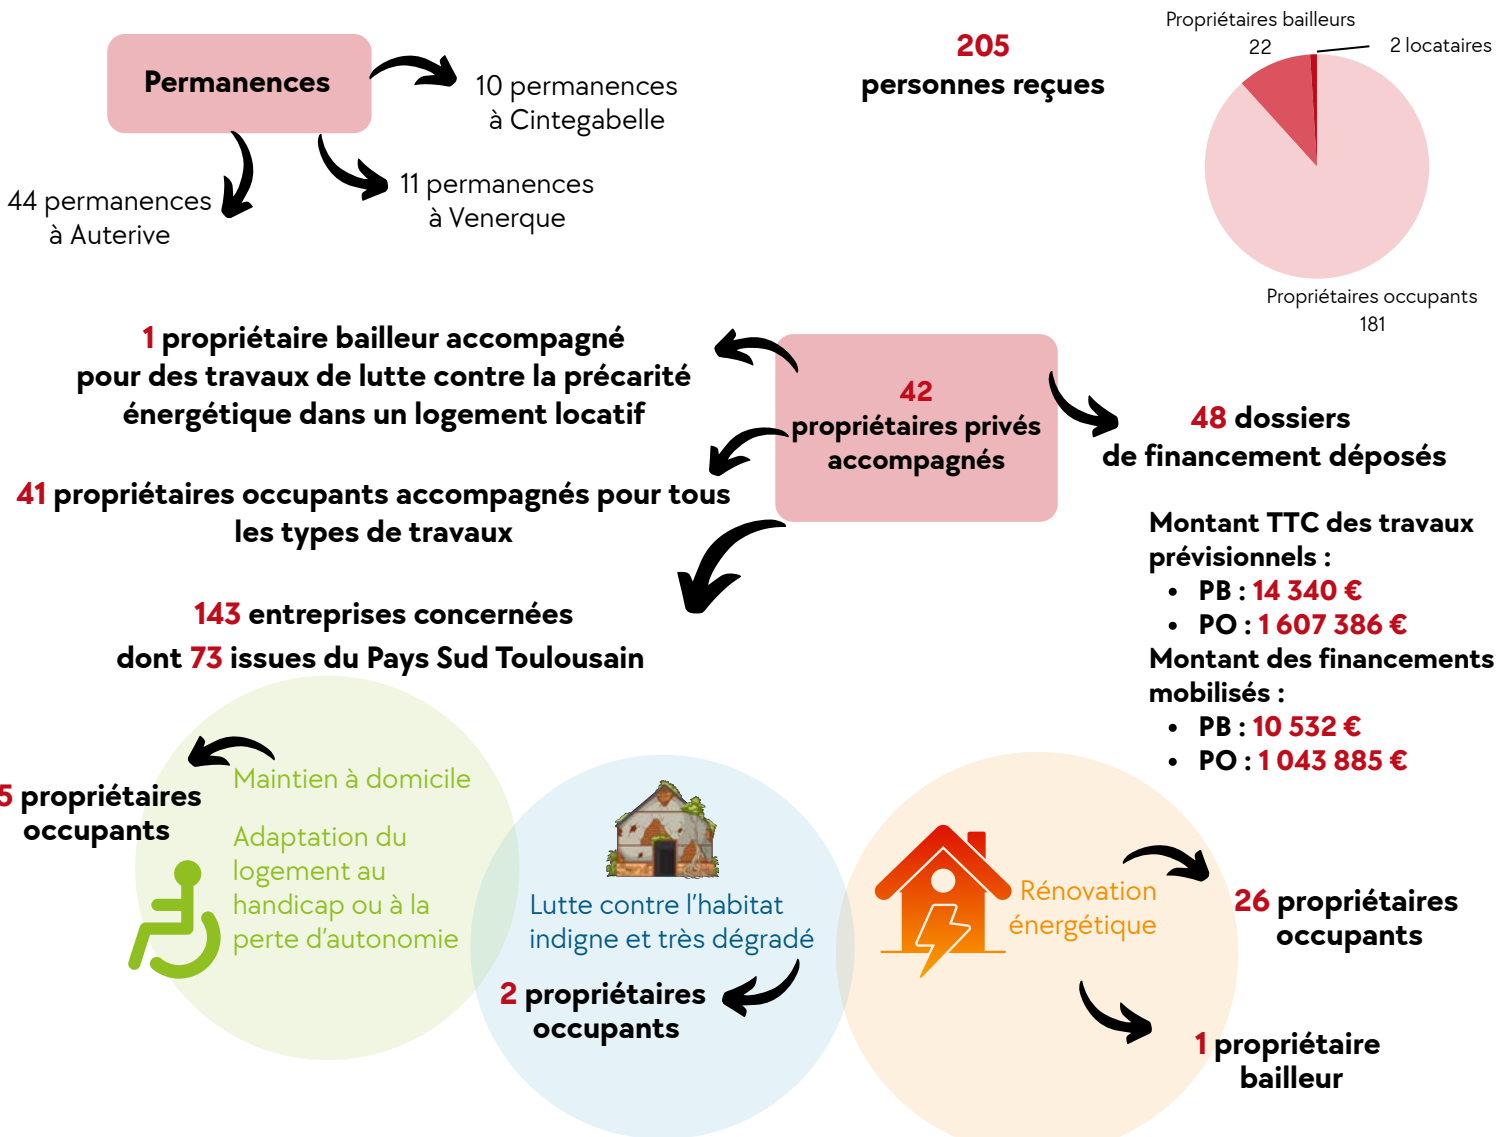 Permanences
10 permanences
à Cintegabelle
11 permanences
à Venerque
44 permanences
à Auterive
205
personnes reçues
Propriétaires bailleurs
22
2 locataires
Propriétaires occupants
181
1 propriétaire bailleur accompagné
pour des travaux de lutte contre la précarité
énergétique dans un logement locatif
41 propriétaires occupants accompagnés pour tous
les types de travaux
143 entreprises concernées
dont 73 issues du Pays Sud Toulousain
42
propriétaires privés
accompagnés
48 dossiers
de financement déposés
Montant TTC des travaux
prévisionnels :
• PB : 14 340 €
• PO : 1 607 386 €
Montant des financements
mobilisés :
• PB : 10 532 €
• PO : 1 043 885 €
propriétaires
occupants
Maintien à domicile
Adaptation du
logement au
handicap ou à la
perte d'autonomie
Lutte contre l'habitat
indigne et très dégradé
2 propriétaires
occupants
Rénovation
énergétique
26 propriétaires
occupants
1 propriétaire
bailleur